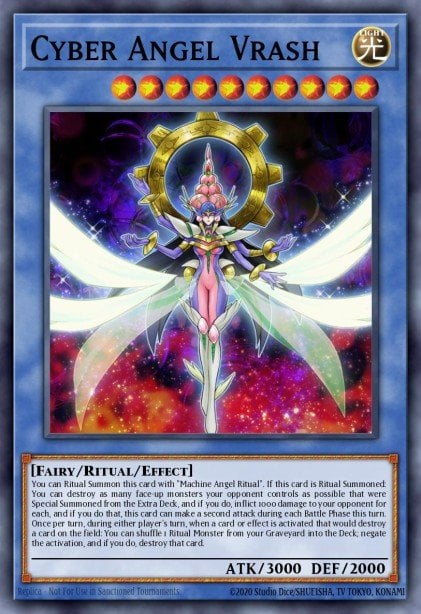 CYBER ANGEL VRASH
LIGHT
光
[FAIRY/RITUAL/EFFECT]
You can Ritual Summon this card with "Machine Angel Ritual". If this card is Ritual Summoned:
You can destroy as many face-up monsters your opponent controls as possible that were
Special Summoned from the Extra Deck, and if you do, inflict 1000 damage to your opponent for
each, and if you do that, this card can make a second attack during each Battle Phase this turn.
Once per turn, during either player's turn, when a card or effect is activated that would destroy
a card on the field: You can shuffle 1 Ritual Monster from your Graveyard into the Deck; negate
the activation, and if you do, destroy that card.
ATK/3000 DEF/2000
Replica - Not For Use in Sanctioned Tournaments. ©2020 Studio Dice/SHUEISHA, TV TOKYO, KONAMI